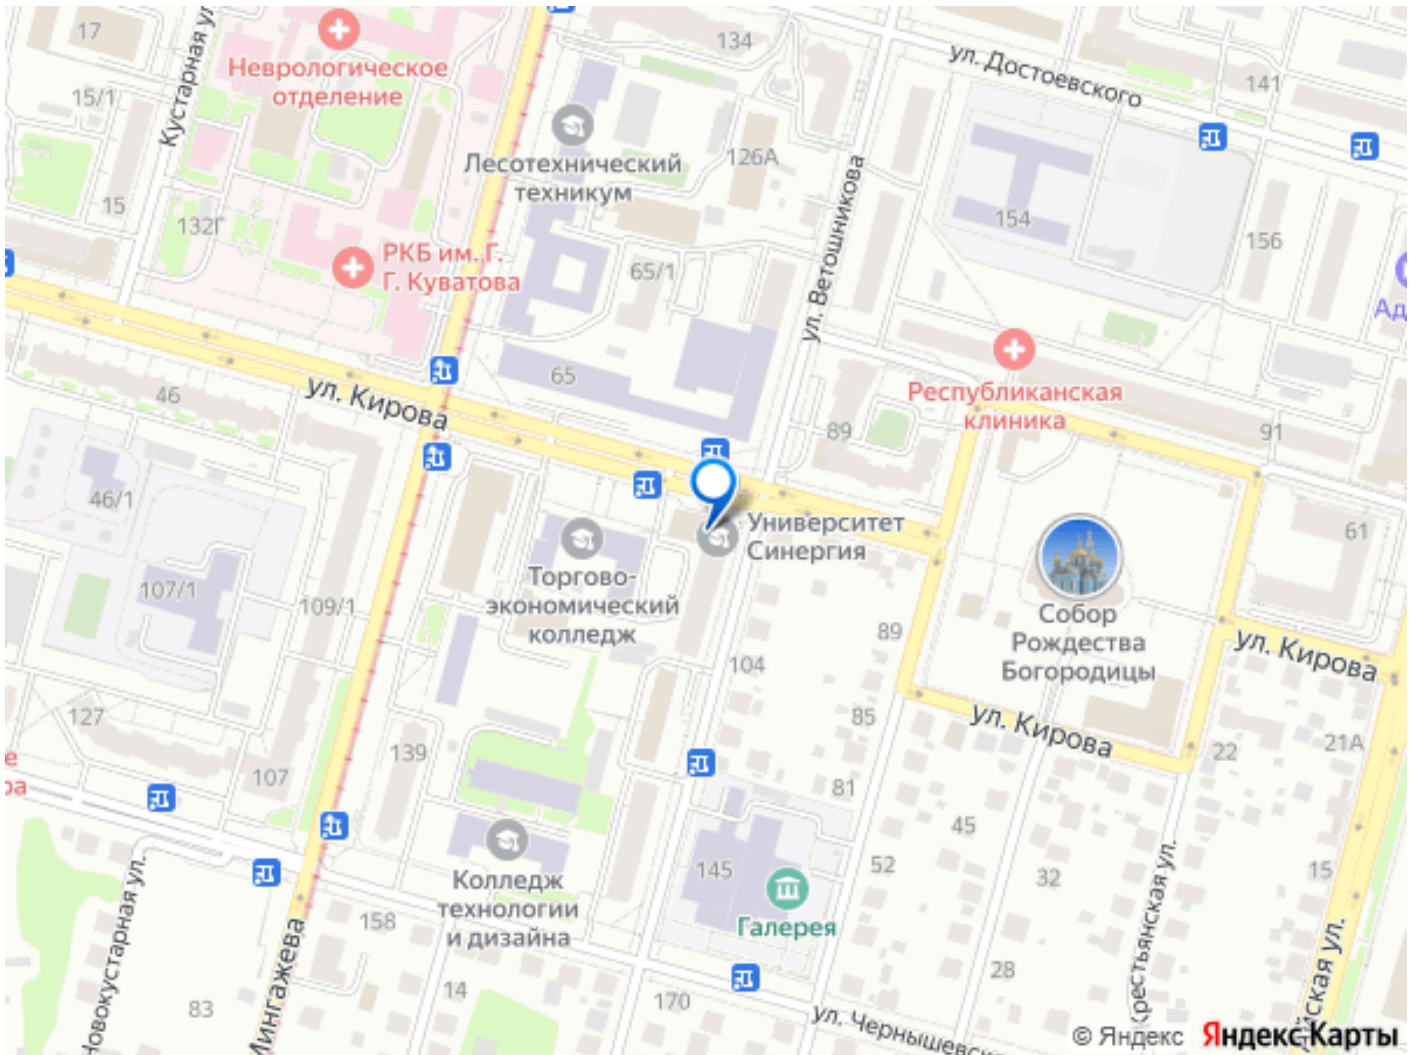 17
134
141
Неврологическое
отделение
ул. Достоевского
15/1
Кустарная ул.
Лесотехнический
техникум
126А
15
132Г
154
156
РКБ им. Г.
Г. Куватова
65/1
ул. Ветошникова
Ад
65
46
ул. Кирова
Республиканская
клиника
89
91
46/1
Университет
Синергия
61
107/1
109/1
Торгово-
экономический
колледж
Собор
Рождества
Богородицы
89
ул. Кирова
104
127
85
ул. Кирова
22
21А
139
107
е
ра
81
45
145
52
32
15
Колледж
технологии
и дизайна
Галерея
158
Новокустарная ул.
Мингажева
83
14
170
28
Крестьянская ул.
йская ул.
ул. Чернышевск
© Яндекс Яндекс Карты